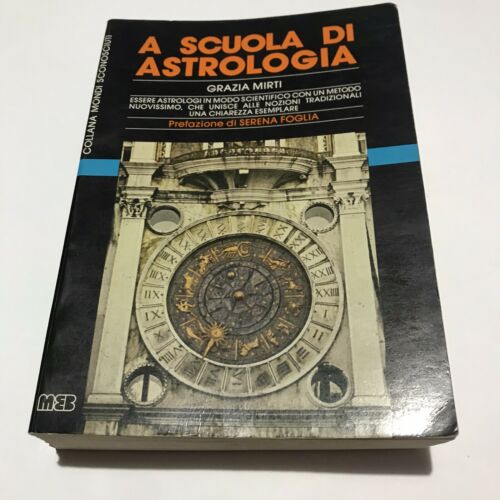 COLLANA MONDI SCONOSCIUTI
A SCUOLA DI
ASTROLOGIA
GRAZIA MIRTI
ESSERE ASTROLOGI IN MODO SCIENTIFICO CON UN METODO
NUOVISSIMO, CHE UNISCE ALLE NOZIONI TRADIZIONALI
UNA CHIAREZZA ESEMPLARE
Prefazione di SERENA FOGLIA
MEB